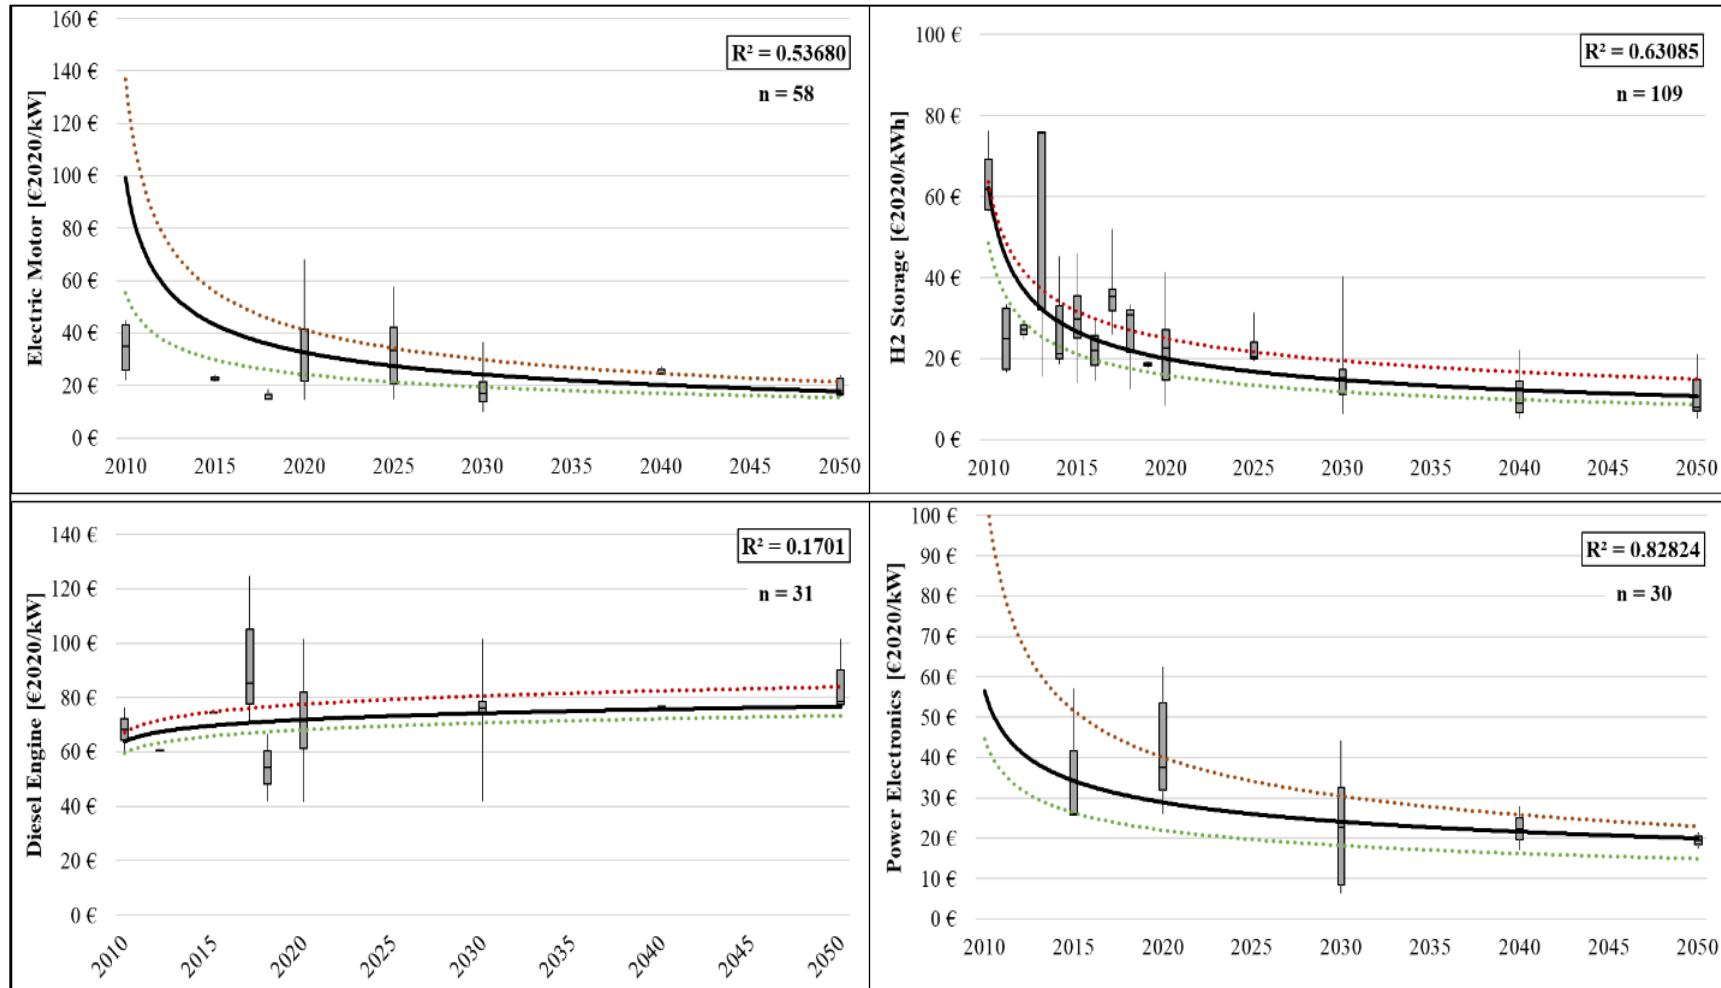 160 €
140 €
120 €
100 €
80 €
60 €
40 €
20 €
0 €
Electric Motor [€2020/kW]
R² = 0.53680
n = 58
2010 2015 2020 2025 2030 2035 2040 2045 2050
100 €
80 €
60 €
40 €
20 €
0 €
H2 Storage [€2020/kWh]
R² = 0.63085
n = 109
2010 2015 2020 2025 2030 2035 2040 2045 2050
140 €
120 €
100 €
80 €
60 €
40 €
20 €
0 €
Diesel Engine [€2020/kW]
R² = 0.1701
n = 31
2010 2015 2020 2025 2030 2035 2040 2045 2050
100 €
90 €
80 €
70 €
60 €
50 €
40 €
30 €
20 €
10 €
0 €
Power Electronics [€2020/kW]
R² = 0.82824
n = 30
2010 2015 2020 2025 2030 2035 2040 2045 2050